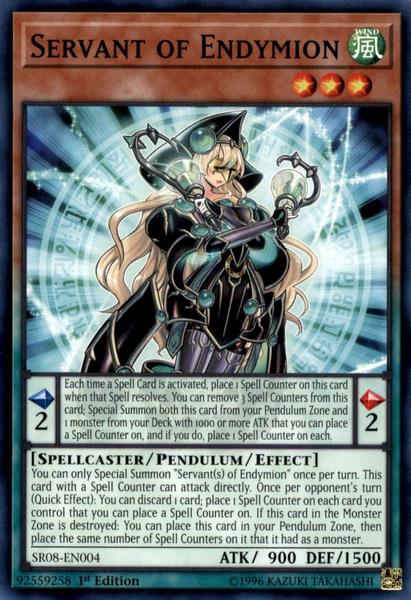 SERVANT OF ENDYMION
WIND
風
Each time a Spell Card is activated, place 1 Spell Counter on this card
when that Spell resolves. You can remove 3 Spell Counters from this
card; Special Summon both this card from your Pendulum Zone and
1 monster from your Deck with 1000 or more ATK that you can place
a Spell Counter on, and if you do, place 1 Spell Counter on each.
2
2
[SPELLCASTER/PENDULUM/EFFECT]
You can only Special Summon "Servant(s) of Endymion" once per turn. This
card with a Spell Counter can attack directly. Once per opponent's turn
(Quick Effect): You can discard 1 card; place 1 Spell Counter on each card you
control that you can place a Spell Counter on. If this card in the Monster
Zone is destroyed: You can place this card in your Pendulum Zone, then
place the same number of Spell Counters on it that it had as a monster.
SR08-EN004
ATK/ 900 DEF/1500
92559258 1st Edition
©1996 KAZUKI TAKAHASHI